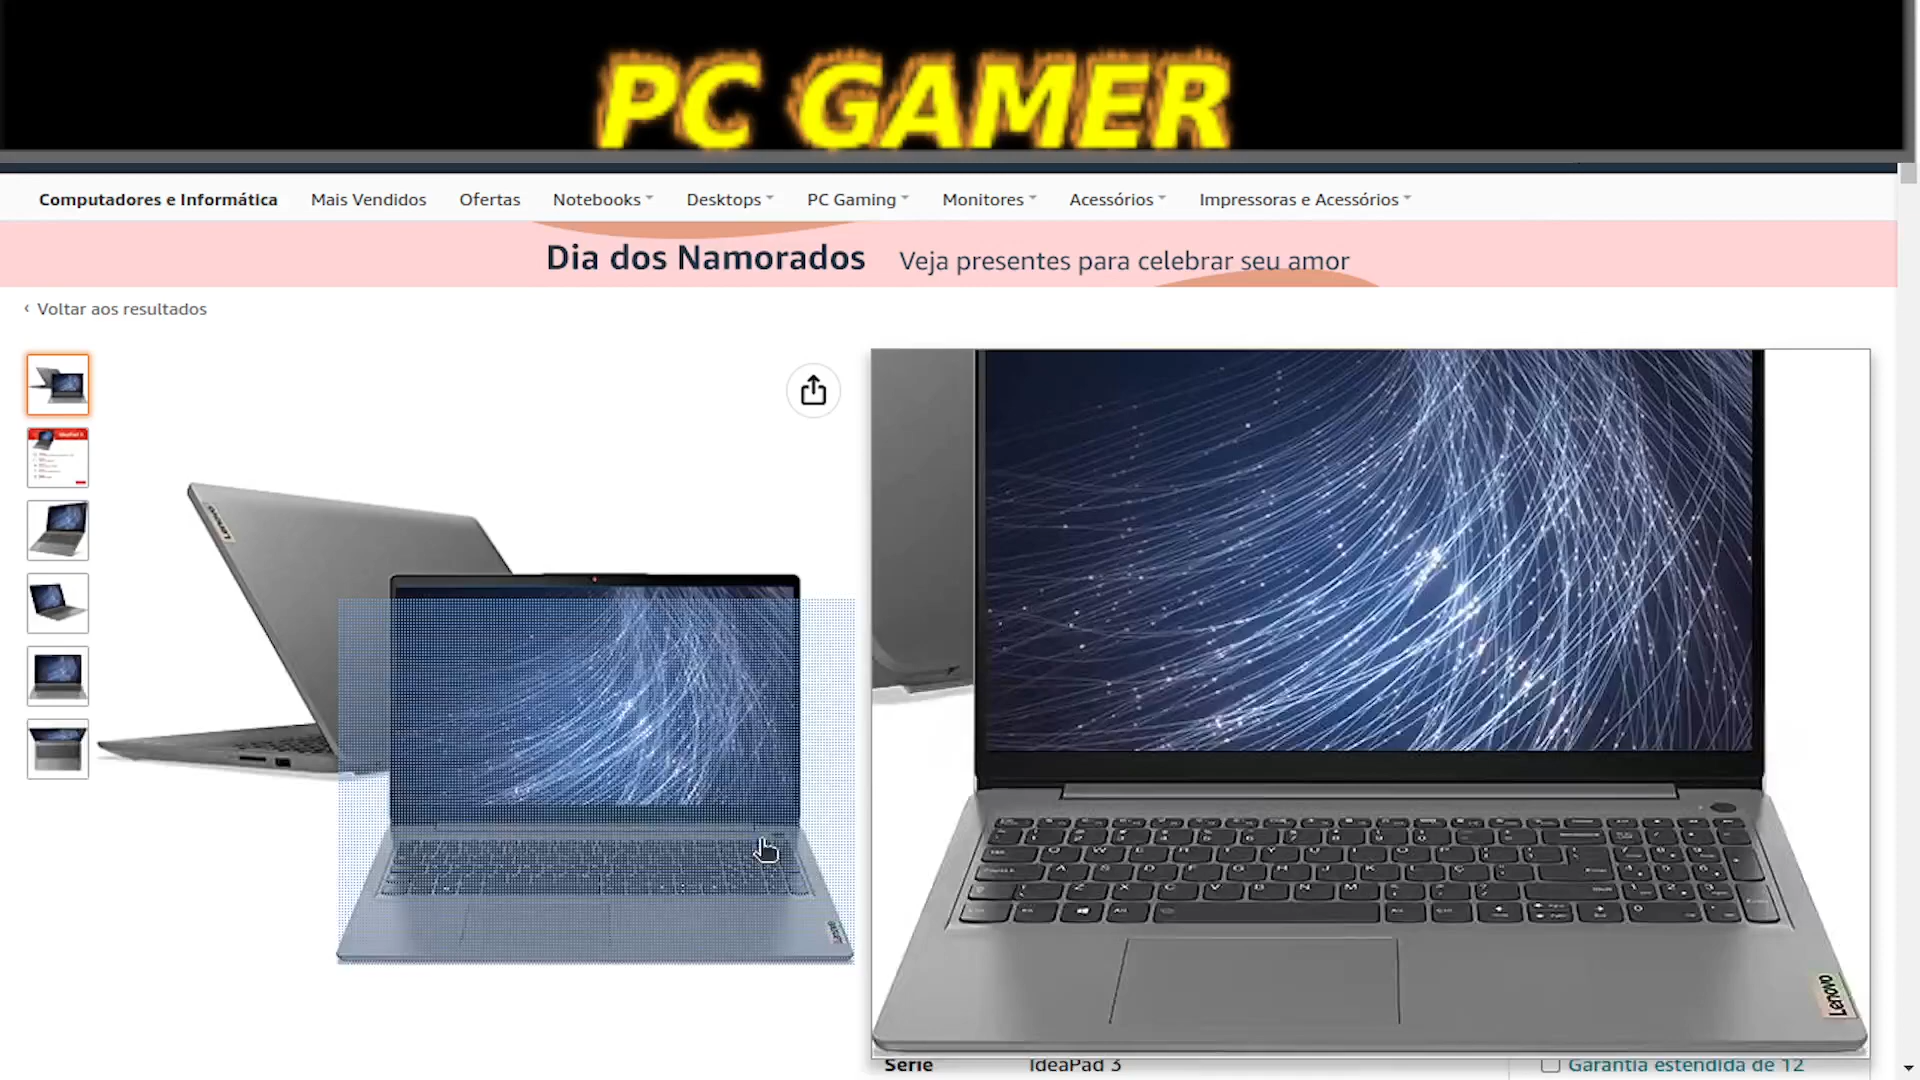 PC GAMER
Computadores e Informática Mais Vendidos Ofertas Notebooks Desktops PC Gaming Monitores Acessórios Impressoras e Acessórios
Dia dos Namorados Veja presentes para celebrar seu amor
‹ Voltar aos resultados
Lenovo
Lenovo
Série IdeaPad 3
Garantia estendida de 12